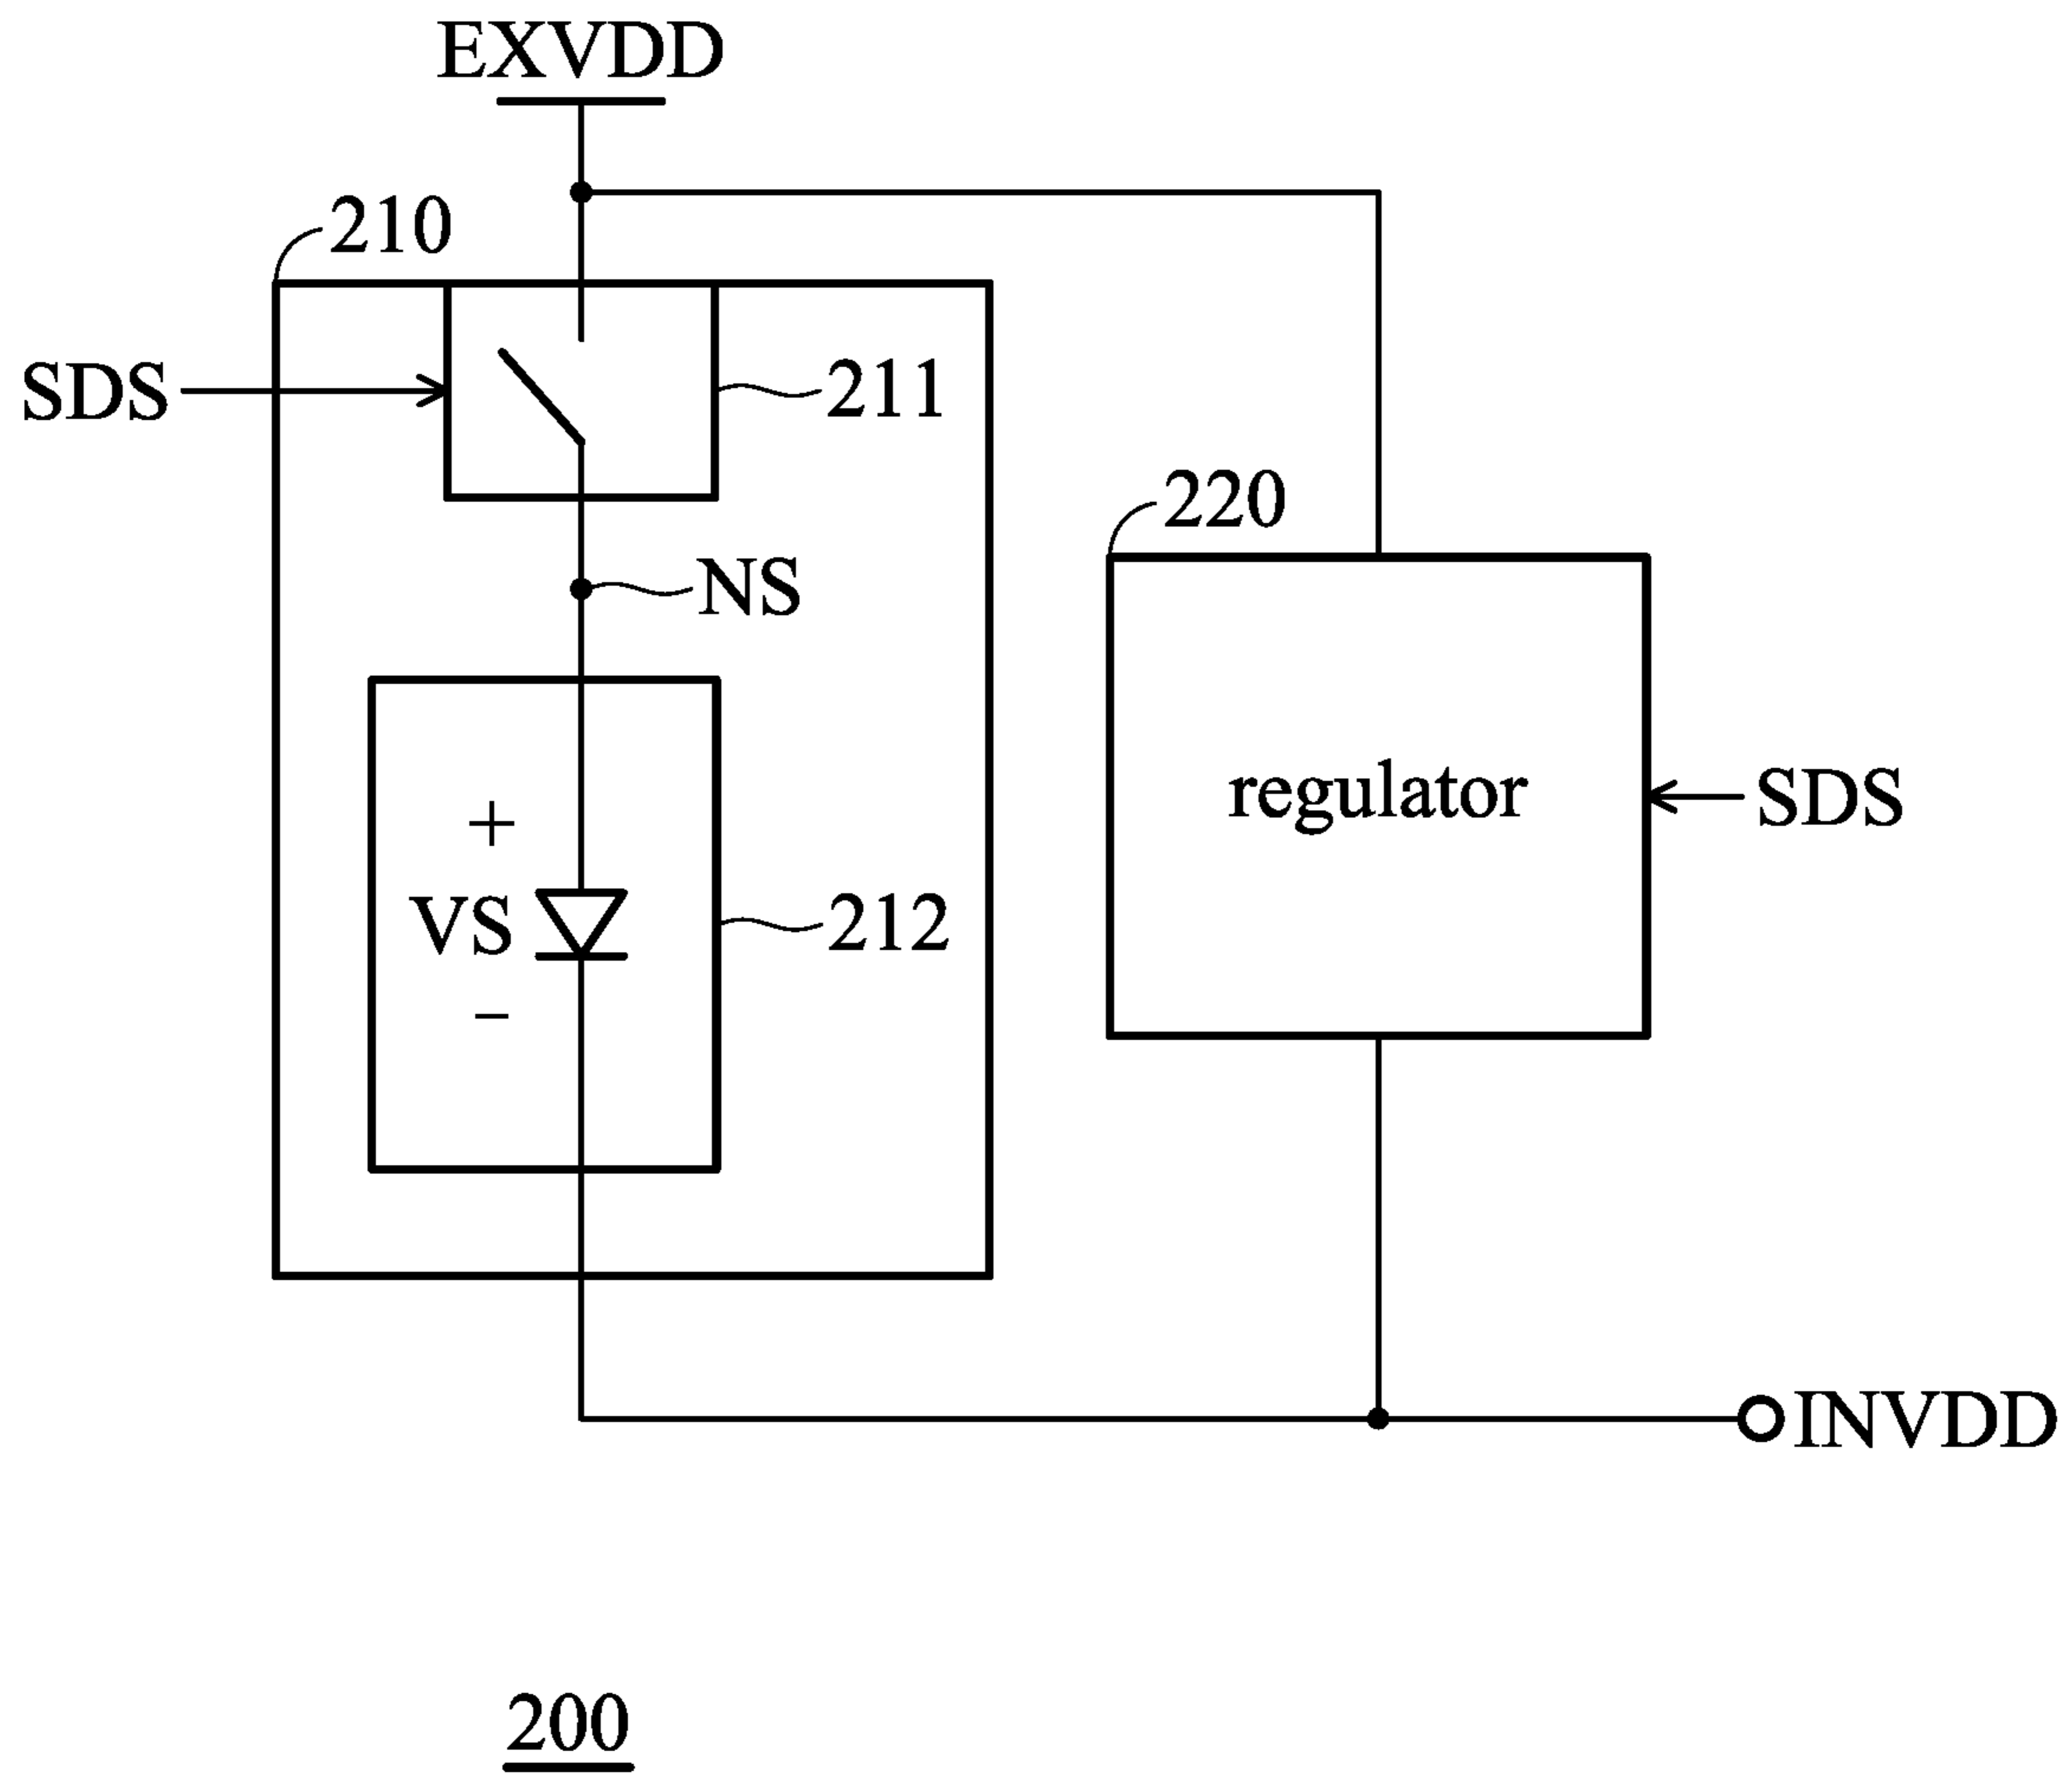 EXVDD
210
SDS
211
220
NS
regulator
SDS
+
VS
−
212
INVDD
200